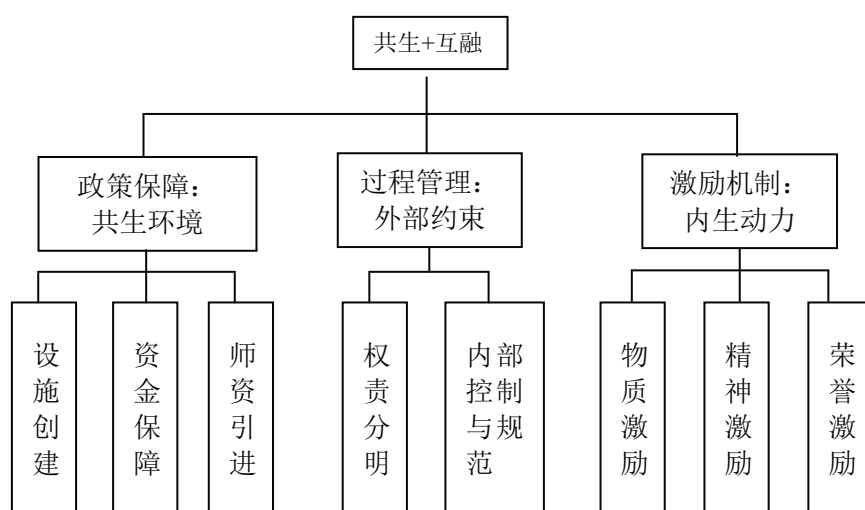 共生+互融
政策保障：
共生环境
过程管理：
外部约束
激励机制：
内生动力
设施创建
资金保障
师资引进
权责分明
内部
控制
与规
范
物质激励
精神激励
荣誉激励